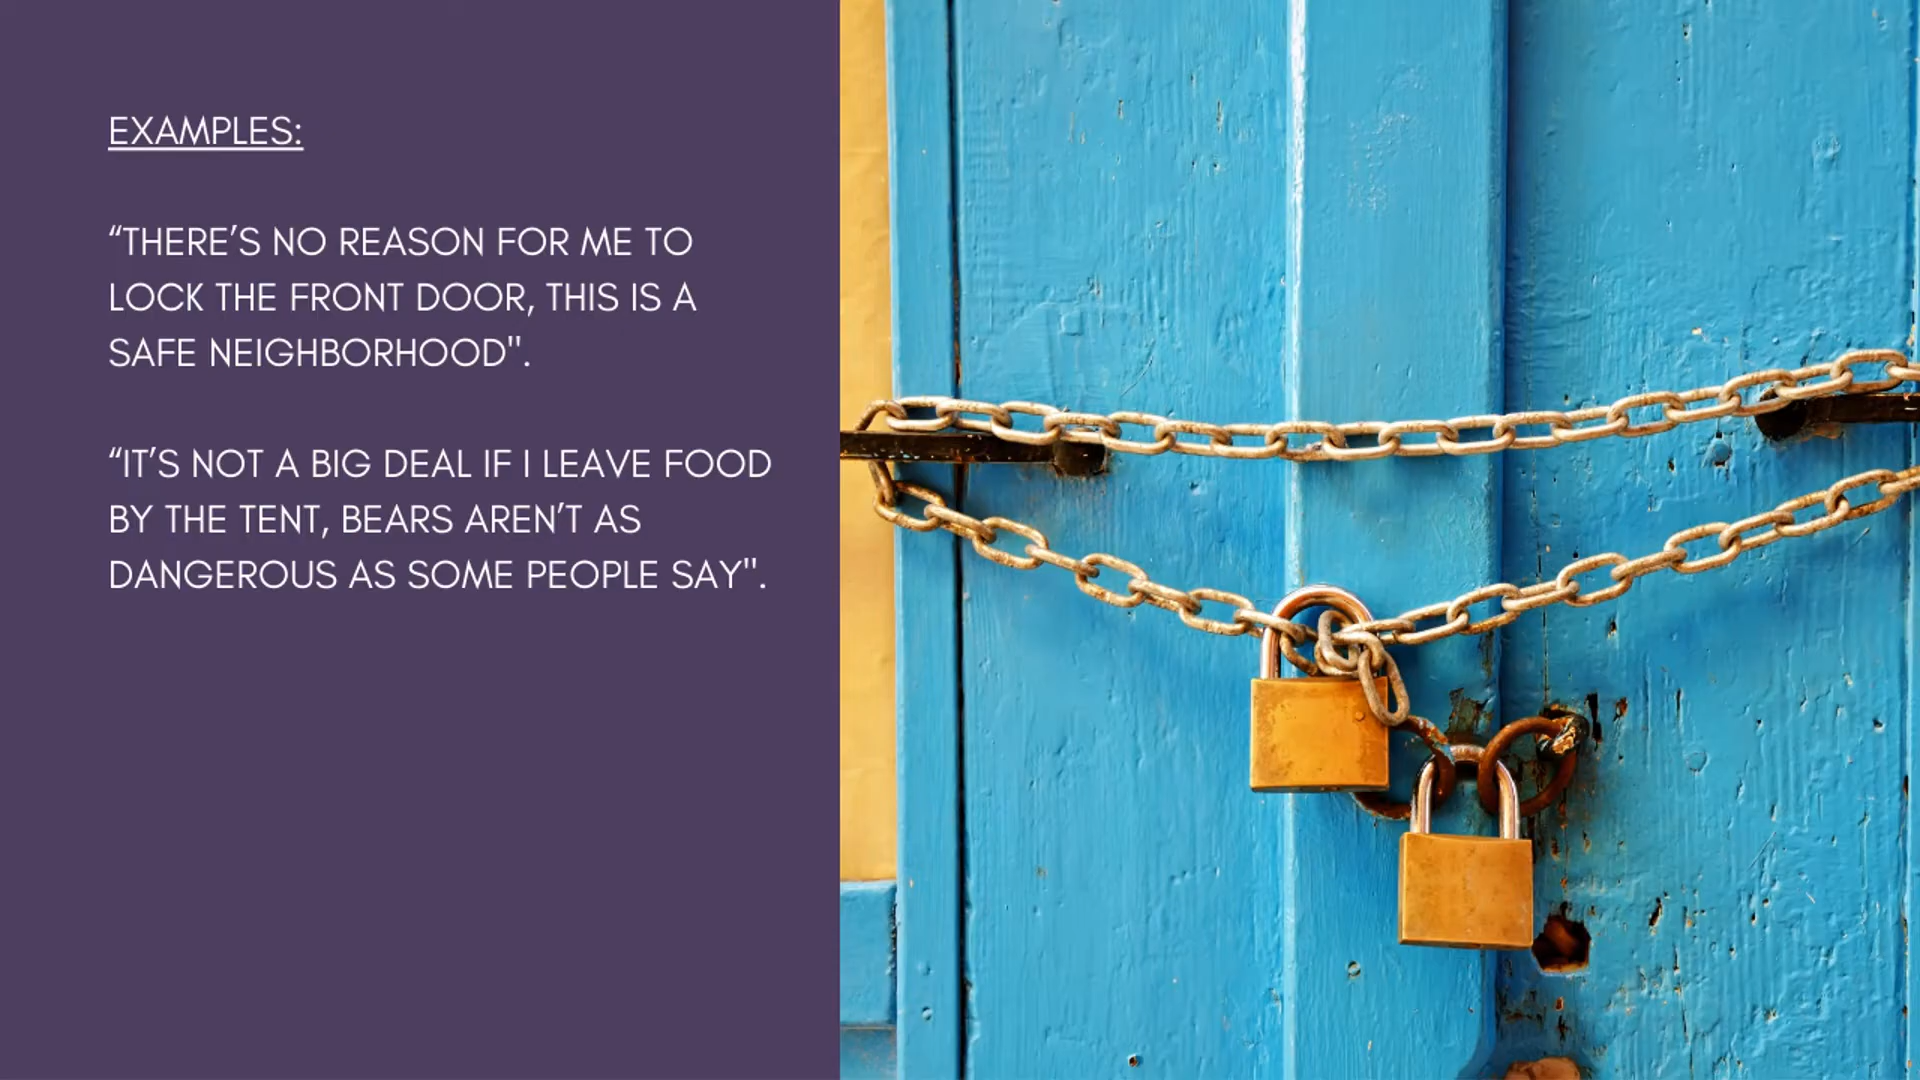 EXAMPLES:
“THERE’S NO REASON FOR ME TO
LOCK THE FRONT DOOR, THIS IS A
SAFE NEIGHBORHOOD".
“IT’S NOT A BIG DEAL IF I LEAVE FOOD
BY THE TENT, BEARS AREN’T AS
DANGEROUS AS SOME PEOPLE SAY".